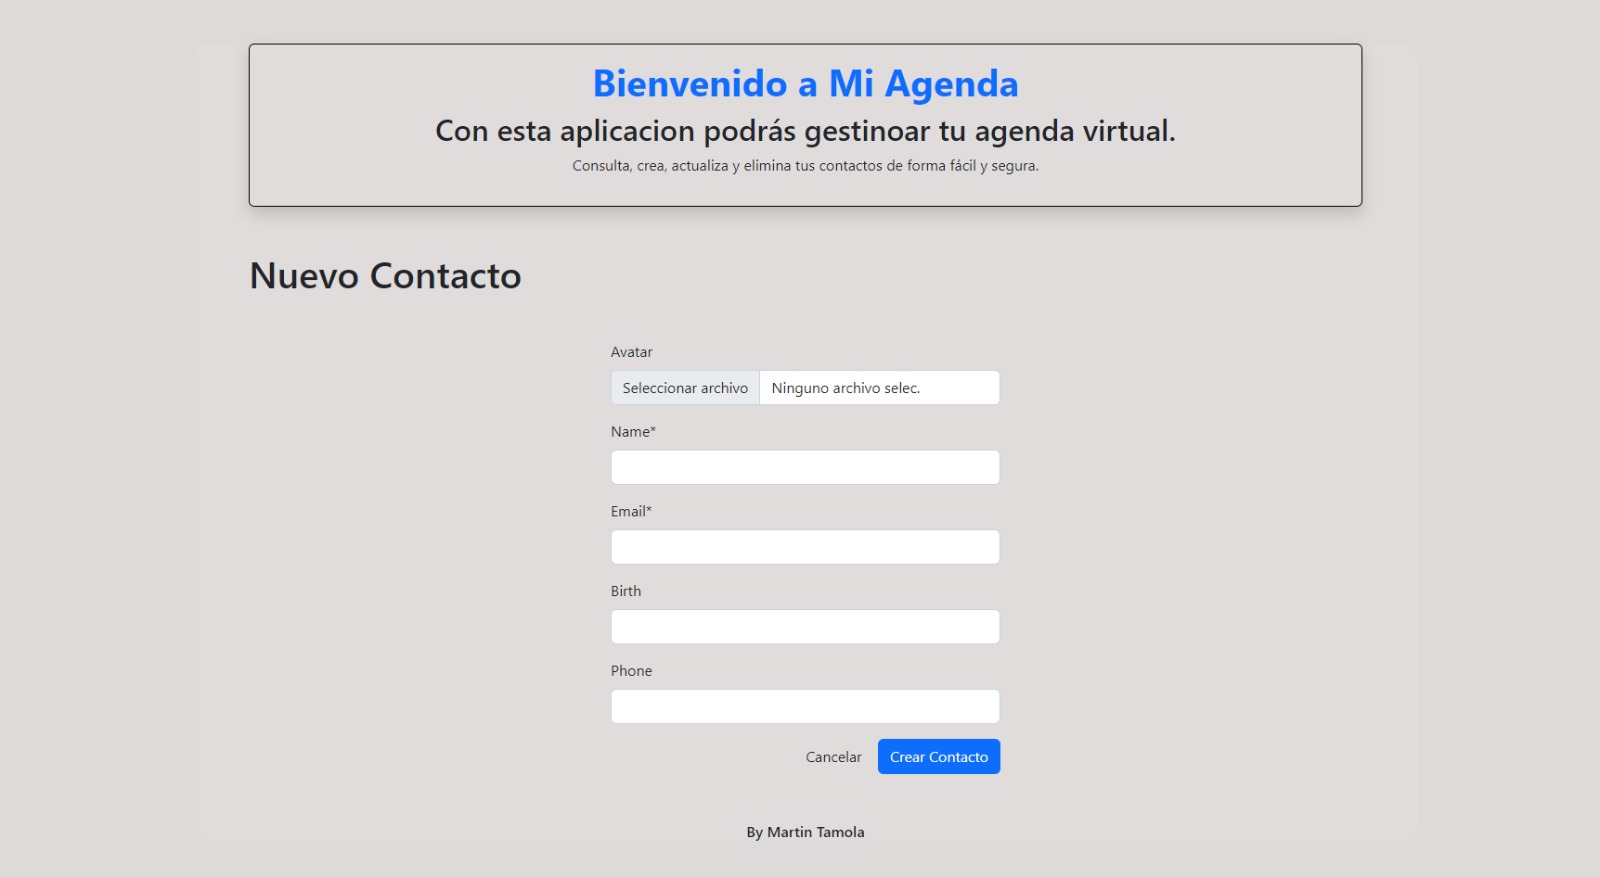 Bienvenido a Mi Agenda
Con esta aplicacion podrás gestinoar tu agenda virtual.
Consulta, crea, actualiza y elimina tus contactos de forma fácil y segura.
Nuevo Contacto
Avatar
Seleccionar archivo Ninguno archivo selec.
Name*
Email*
Birth
Phone
Cancelar Crear Contacto
By Martin Tamola